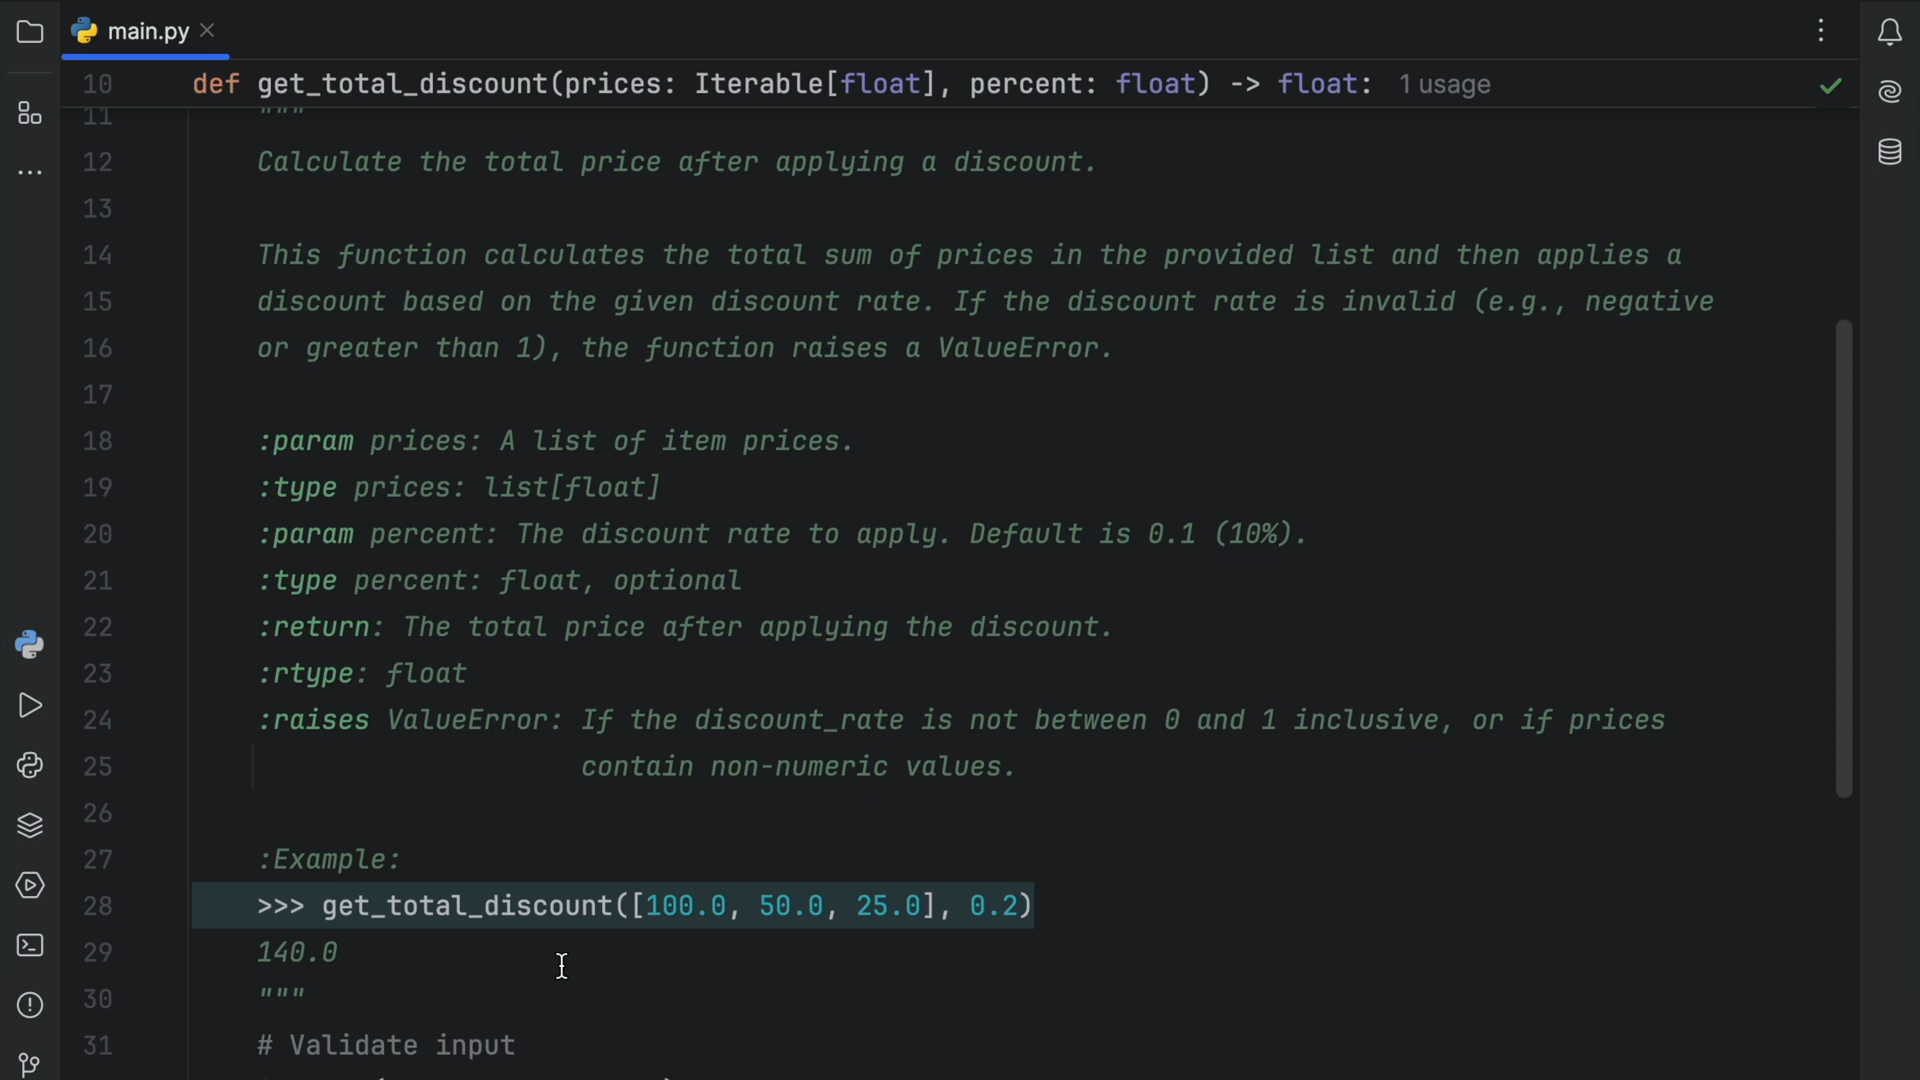 main.py
10 def get_total_discount(prices: Iterable[float], percent: float) -> float: 1 usage
11 """
12 Calculate the total price after applying a discount.
13
14 This function calculates the total sum of prices in the provided list and then applies a
15 discount based on the given discount rate. If the discount rate is invalid (e.g., negative
16 or greater than 1), the function raises a ValueError.
17
18 :param prices: A list of item prices.
19 :type prices: list[float]
20 :param percent: The discount rate to apply. Default is 0.1 (10%).
21 :type percent: float, optional
22 :return: The total price after applying the discount.
23 :rtype: float
24 :raises ValueError: If the discount_rate is not between 0 and 1 inclusive, or if prices
25 contain non-numeric values.
26
27 :Example:
28 >>> get_total_discount([100.0, 50.0, 25.0], 0.2)
29 140.0
30 """
31 # Validate input